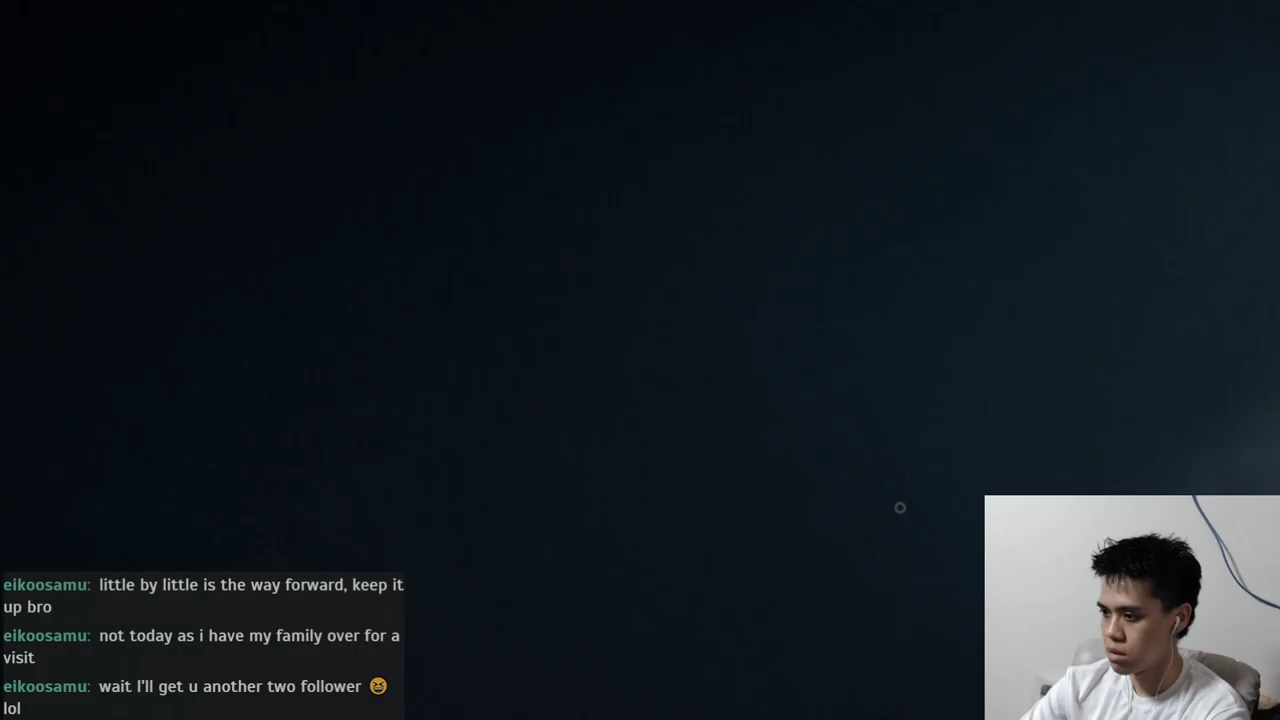 eikoosamu: little by little is the way forward, keep it
up bro
eikoosamu: not today as i have my family over for a
visit
eikoosamu: wait I'll get u another two follower 😆
lol